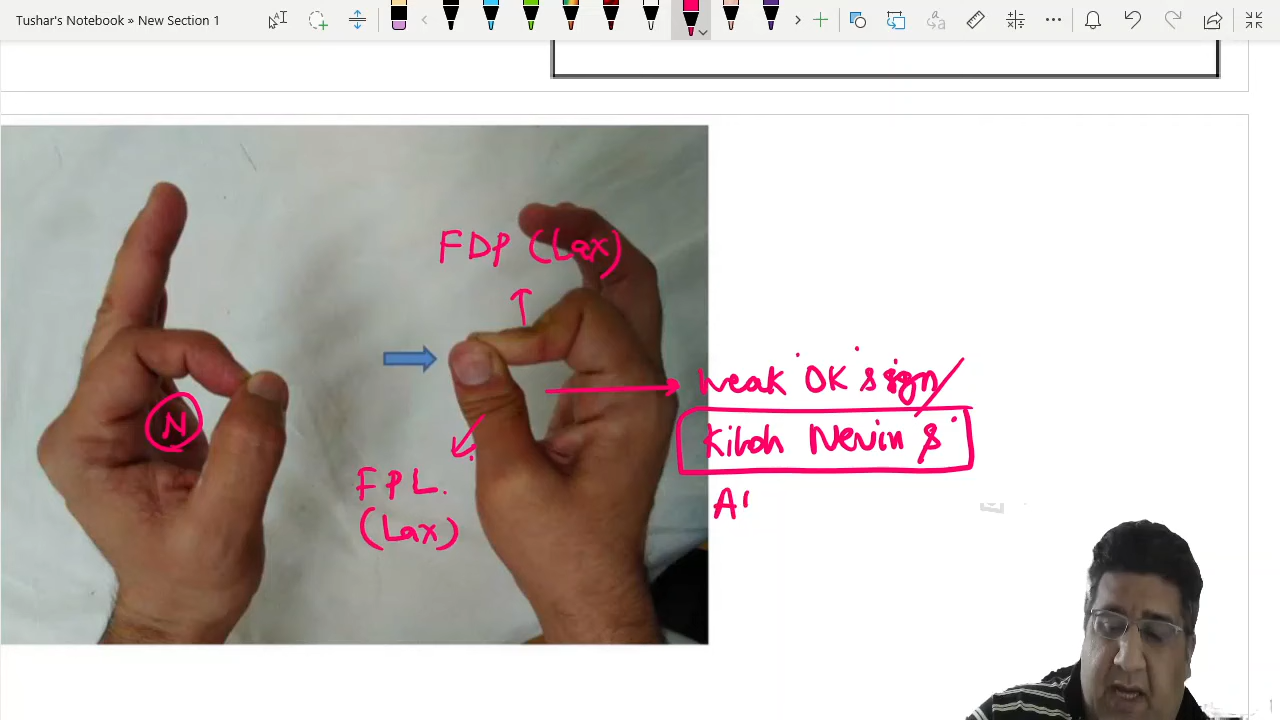 Tushar's Notebook » New Section 1
FDP (Lax)
N
Weak 'OK' sign/
Kiloh Nevin S
FPL.
(Lax)